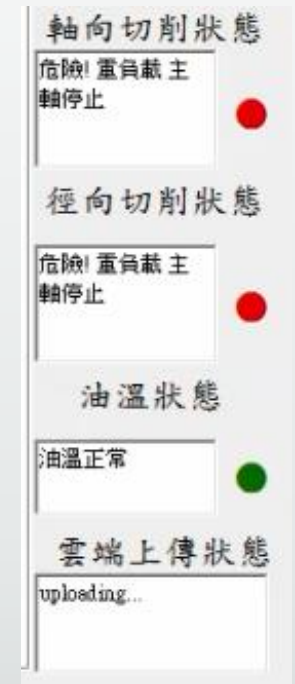 軸向切削狀態
危險! 重負載 主
軸停止
徑向切削狀態
危險! 重負載 主
軸停止
油溫狀態
油溫正常
雲端上傳狀態
uploading...